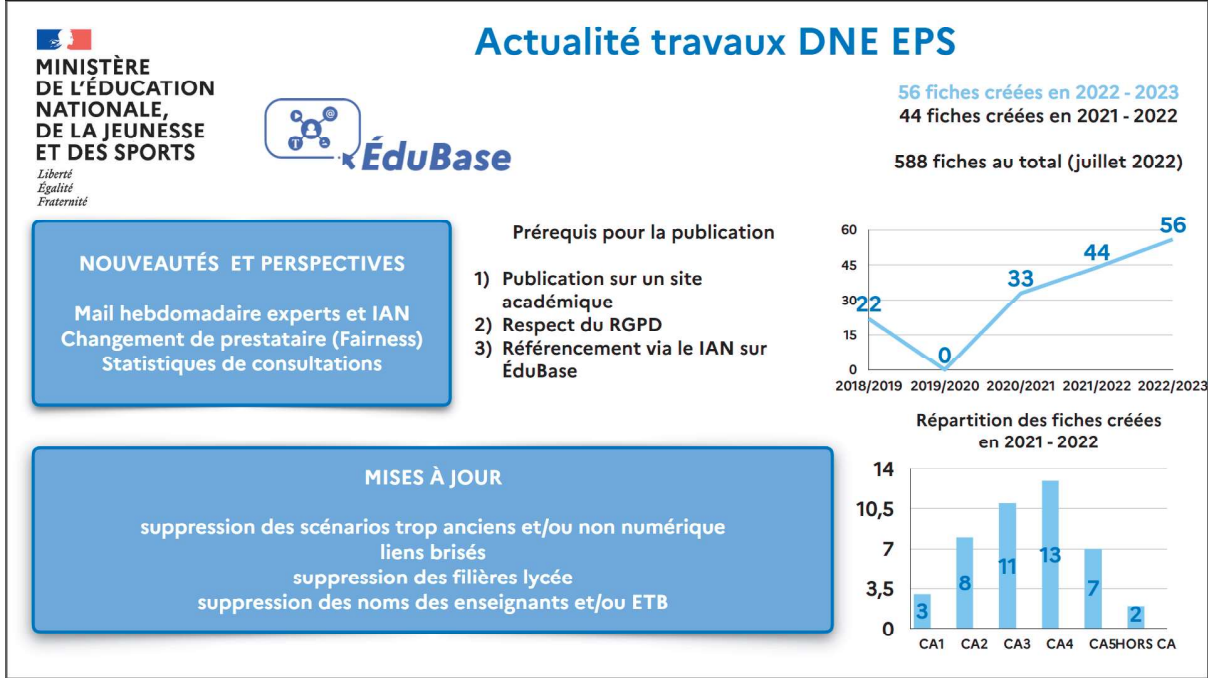 Actualité travaux DNE EPS
MINISTÈRE
DE L'ÉDUCATION
NATIONALE,
DE LA JEUNESSE
ET DES SPORTS
Liberté
Égalité
Fraternité
ÉduBase
56 fiches créées en 2022 - 2023
44 fiches créées en 2021 - 2022
588 fiches au total (juillet 2022)
NOUVEAUTÉS ET PERSPECTIVES
Mail hebdomadaire experts et IAN
Changement de prestataire (Fairness)
Statistiques de consultations
Prérequis pour la publication
1) Publication sur un site
académique
2) Respect du RGPD
3) Référencement via le IAN sur
ÉduBase
60
45
30
15
0
22
0
33
44
56
2018/2019 2019/2020 2020/2021 2021/2022 2022/2023
MISES À JOUR
suppression des scénarios trop anciens et/ou non numérique
liens brisés
suppression des filières lycée
suppression des noms des enseignants et/ou ETB
Répartition des fiches créées
en 2021 - 2022
14
10,5
7
3,5
0
3
8
11
13
7
2
CA1 CA2 CA3 CA4 CA5 HORS CA